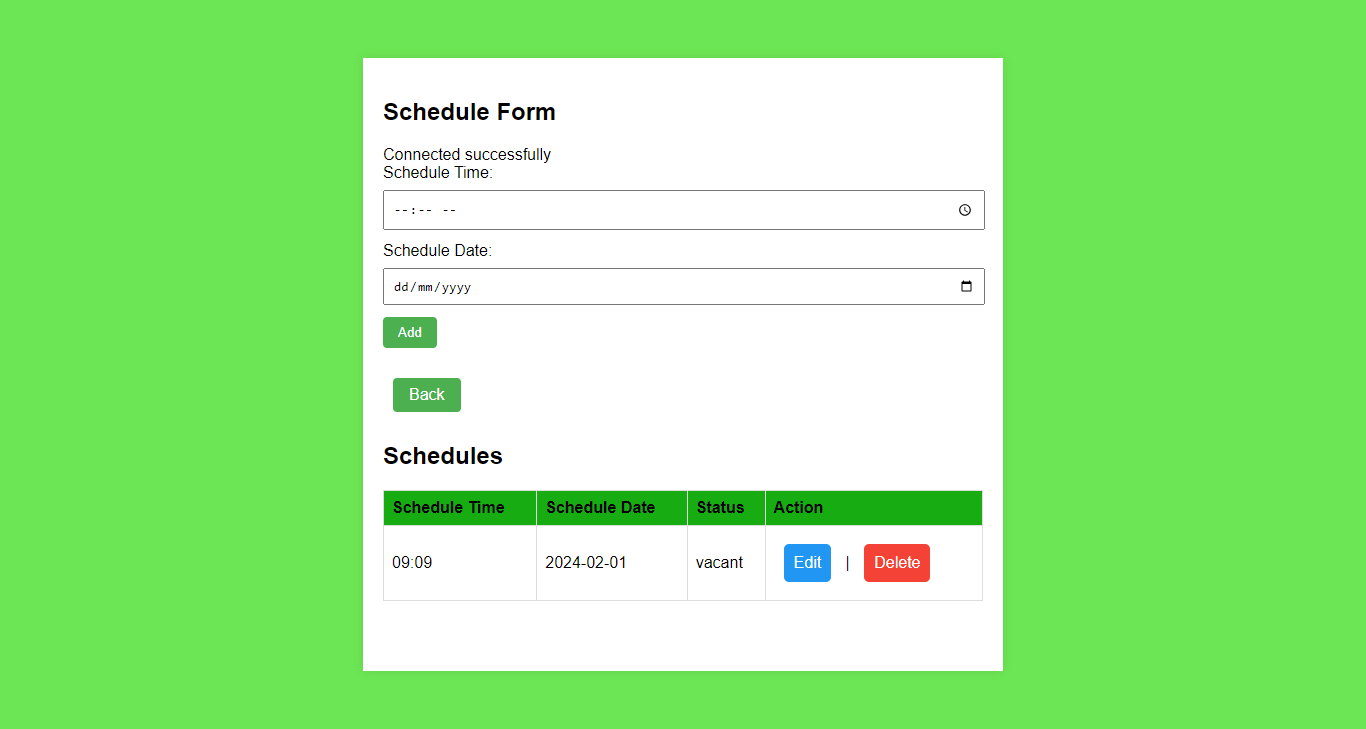 Schedule Form
Connected successfully
Schedule Time:
--:-- --
Schedule Date:
dd/mm/yyyy
Add
Back
Schedules
Schedule Time Schedule Date Status Action
09:09 2024-02-01 vacant Edit | Delete